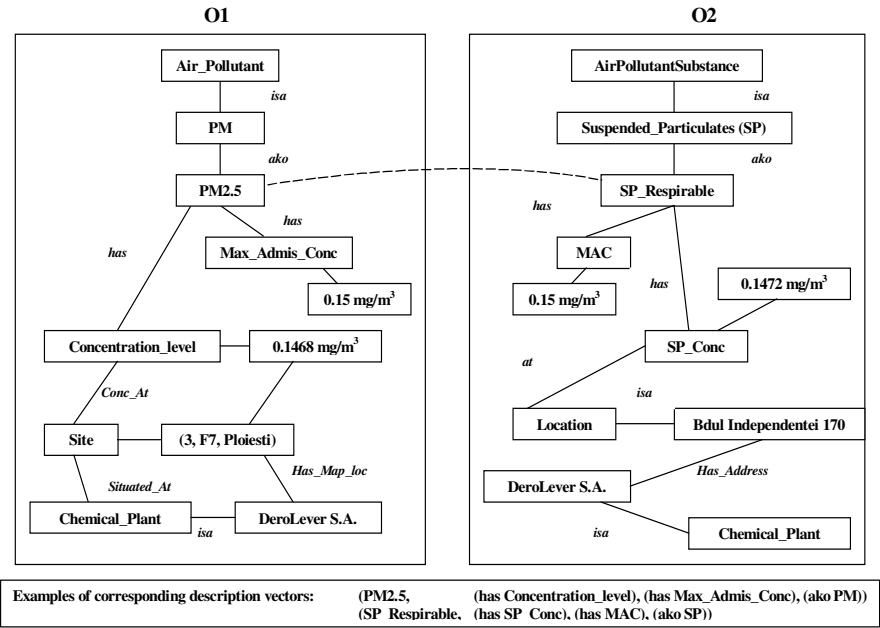 O1
O2
Air_Pollutant
isa
PM
ako
PM2.5
has
has
Max_Admis_Conc
0.15 mg/m³
Concentration_level
0.1468 mg/m³
Conc_At
Site
(3, F7, Ploiesti)
Situated_At
Has_Map_loc
Chemical_Plant
isa
DeroLever S.A.
AirPollutantSubstance
isa
Suspended_Particulates (SP)
ako
SP_Respirable
has
MAC
0.15 mg/m³
has
0.1472 mg/m³
SP_Conc
at
isa
Location
Bdul Independentei 170
Has_Address
DeroLever S.A.
isa
Chemical_Plant
Examples of corresponding description vectors: (PM2.5, (has Concentration_level), (has Max_Admis_Conc), (ako PM))
(SP_Respirable, (has SP_Conc), (has MAC), (ako SP))